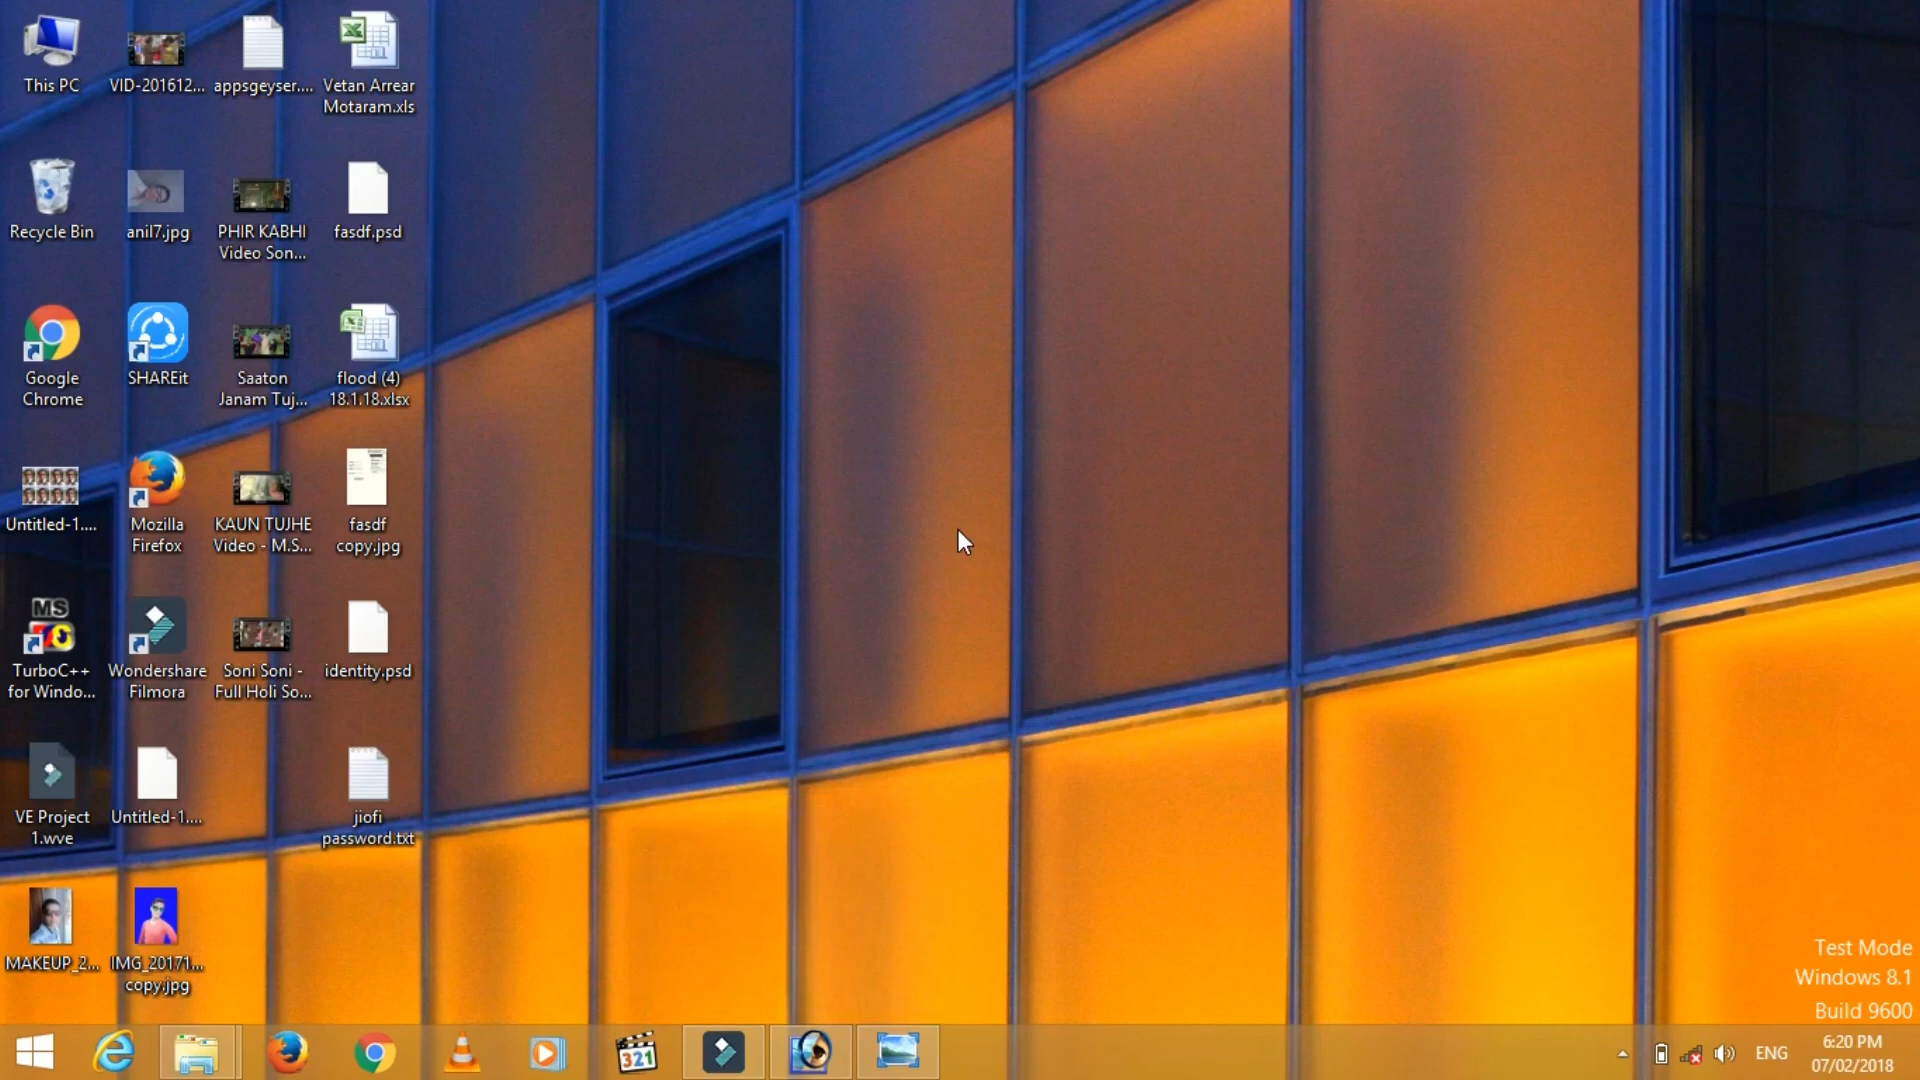 This PC
VID-201612...
appsgeyser....
Vetan Arrear
Motaram.xls
Recycle Bin
anil7.jpg
PHIR KABHI
Video Son...
fasdf.psd
Google
Chrome
SHAREit
Saaton
Janam Tuj...
flood (4)
18.1.18.xlsx
Untitled-1....
Mozilla
Firefox
KAUN TUJHE
Video - M.S...
fasdf
copy.jpg
MS
TurboC++
for Windo...
Wondershare
Filmora
Soni Soni -
Full Holi So...
identity.psd
VE Project
1.wve
Untitled-1....
jiofi
password.txt
MAKEUP_2...
IMG_20171...
copy.jpg
Test Mode
Windows 8.1
Build 9600
321
ENG
6:20 PM
07/02/2018